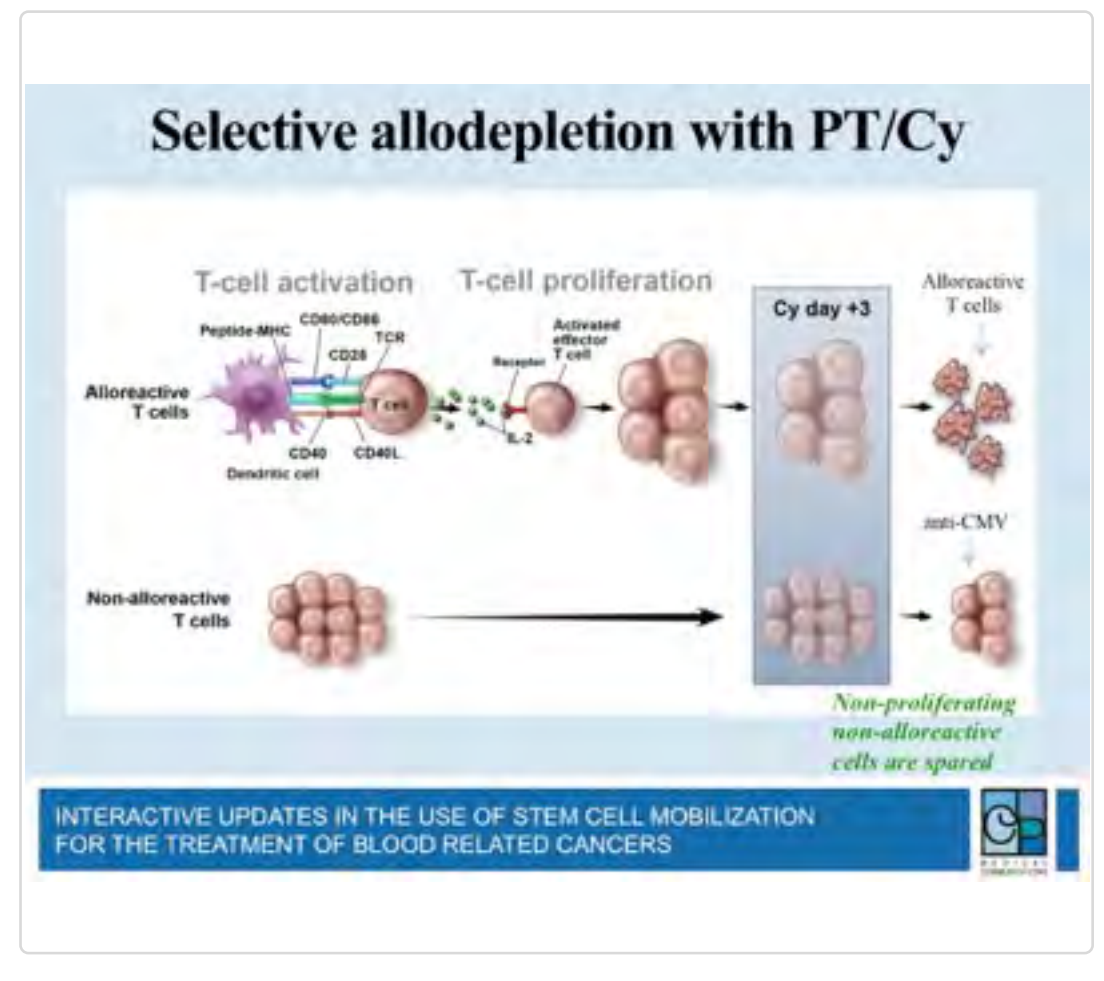 Selective allodepletion with PT/Cy
T-cell activation
T-cell proliferation
Peptide-MHC
CD80/CD86
CD28
TCR
T cell
CD40
CD40L
Dendritic cell
Alloreactive
T cells
Receptor
Activated
effector
T cell
IL-2
Cy day +3
Alloreactive
T cells
anti-CMV
Non-alloreactive
T cells
Non-proliferating
non-alloreactive
cells are spared
INTERACTIVE UPDATES IN THE USE OF STEM CELL MOBILIZATION
FOR THE TREATMENT OF BLOOD RELATED CANCERS
MEDICAL
COMMUNICATIONS